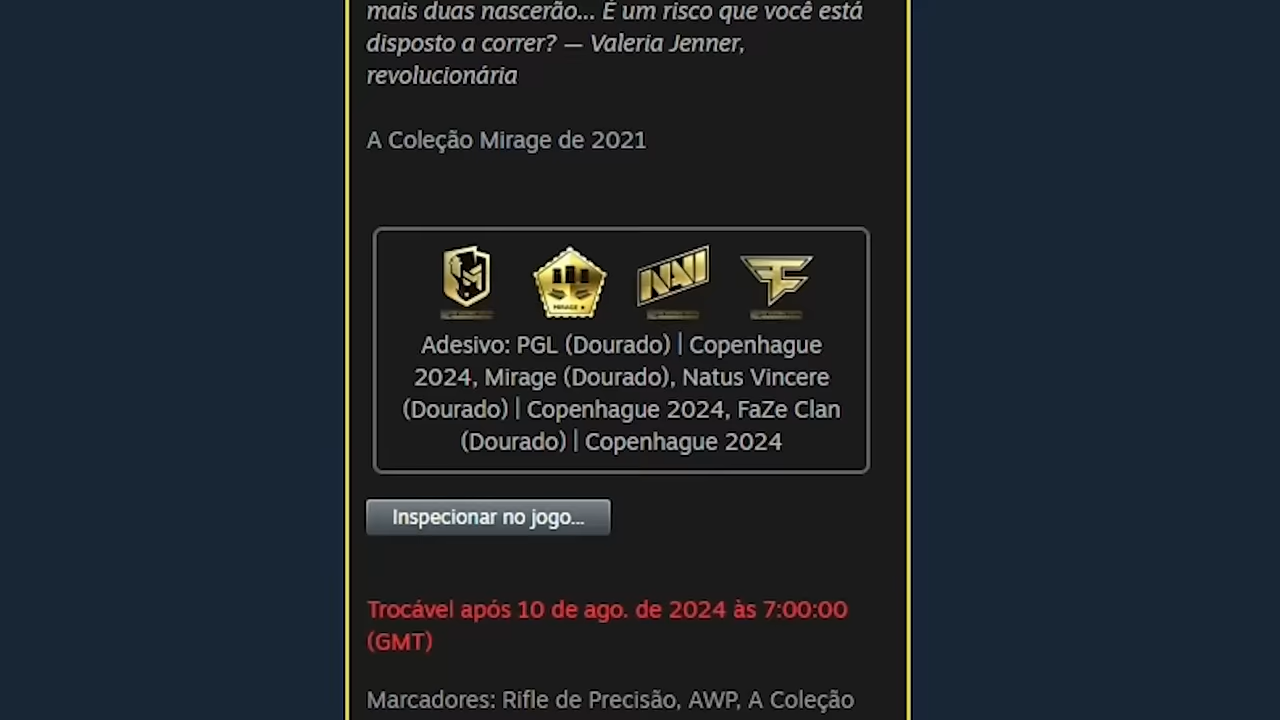 mais duas nascerão... É um risco que você está
disposto a correr? — Valeria Jenner,
revolucionária
A Coleção Mirage de 2021
NAVI
MIRAGE
Adesivo: PGL (Dourado) | Copenhague
2024, Mirage (Dourado), Natus Vincere
(Dourado) | Copenhague 2024, FaZe Clan
(Dourado) | Copenhague 2024
Inspecionar no jogo...
Trocável após 10 de ago. de 2024 às 7:00:00
(GMT)
Marcadores: Rifle de Precisão, AWP, A Coleção